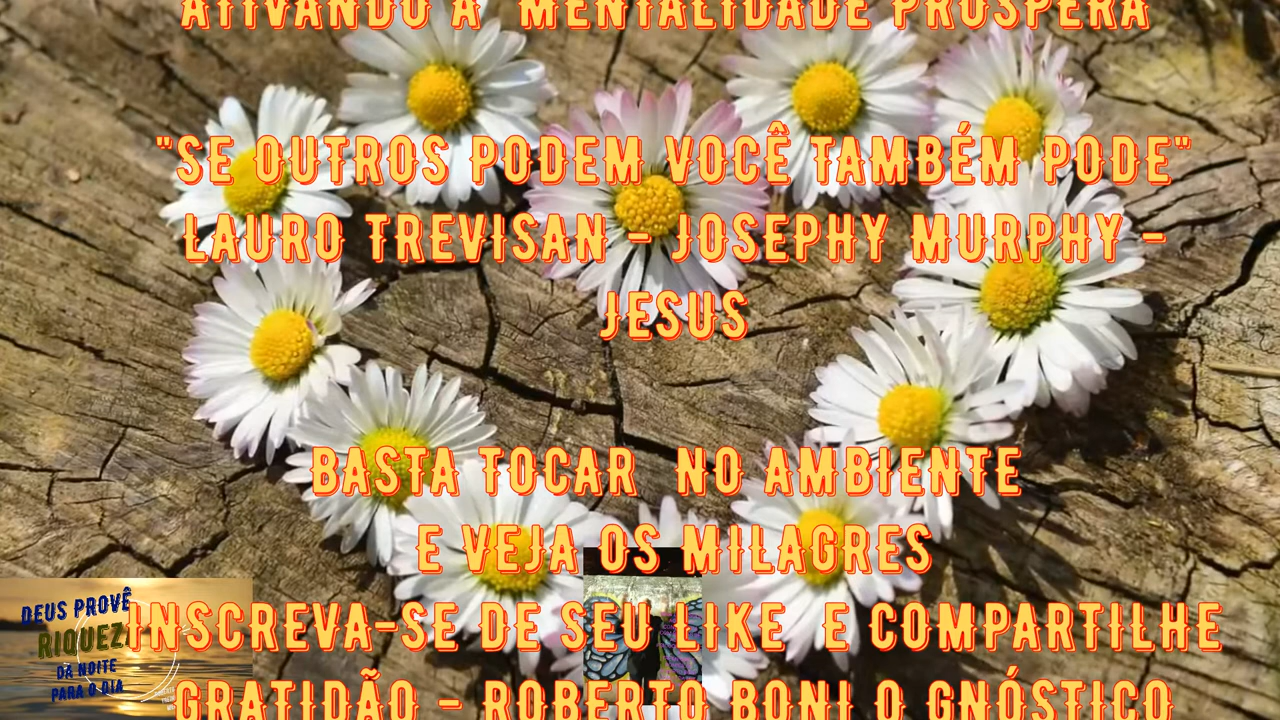 ATIVANDO A MENTALIDADE PRÓSPERA
"SE OUTROS PODEM VOCÊ TAMBÉM PODE"
LAURO TREVISAN - JOSEPHY MURPHY -
JESUS
BASTA TOCAR NO AMBIENTE
E VEJA OS MILAGRES
INSCREVA-SE DE SEU LIKE E COMPARTILHE
GRATIDÃO - ROBERTO BONI O GNÓSTICO
DEUS PROVÊ
RIQUEZ
DA NOITE
PARA O DIA